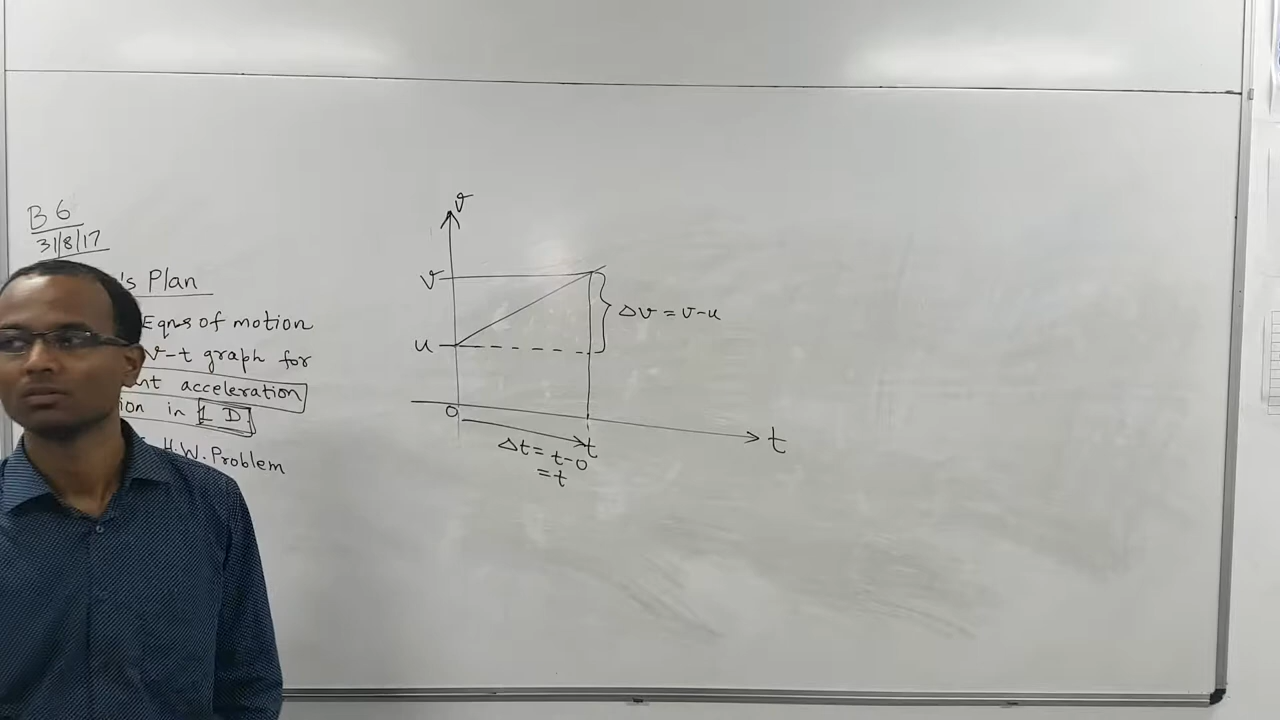 B 6
31/8/17
's Plan
Eqns of motion
v-t graph for
nt acceleration
ion in 1 D
H.W. Problem
v
v
u
Δv = v-u
0
t
t
Δt = t-0
= t